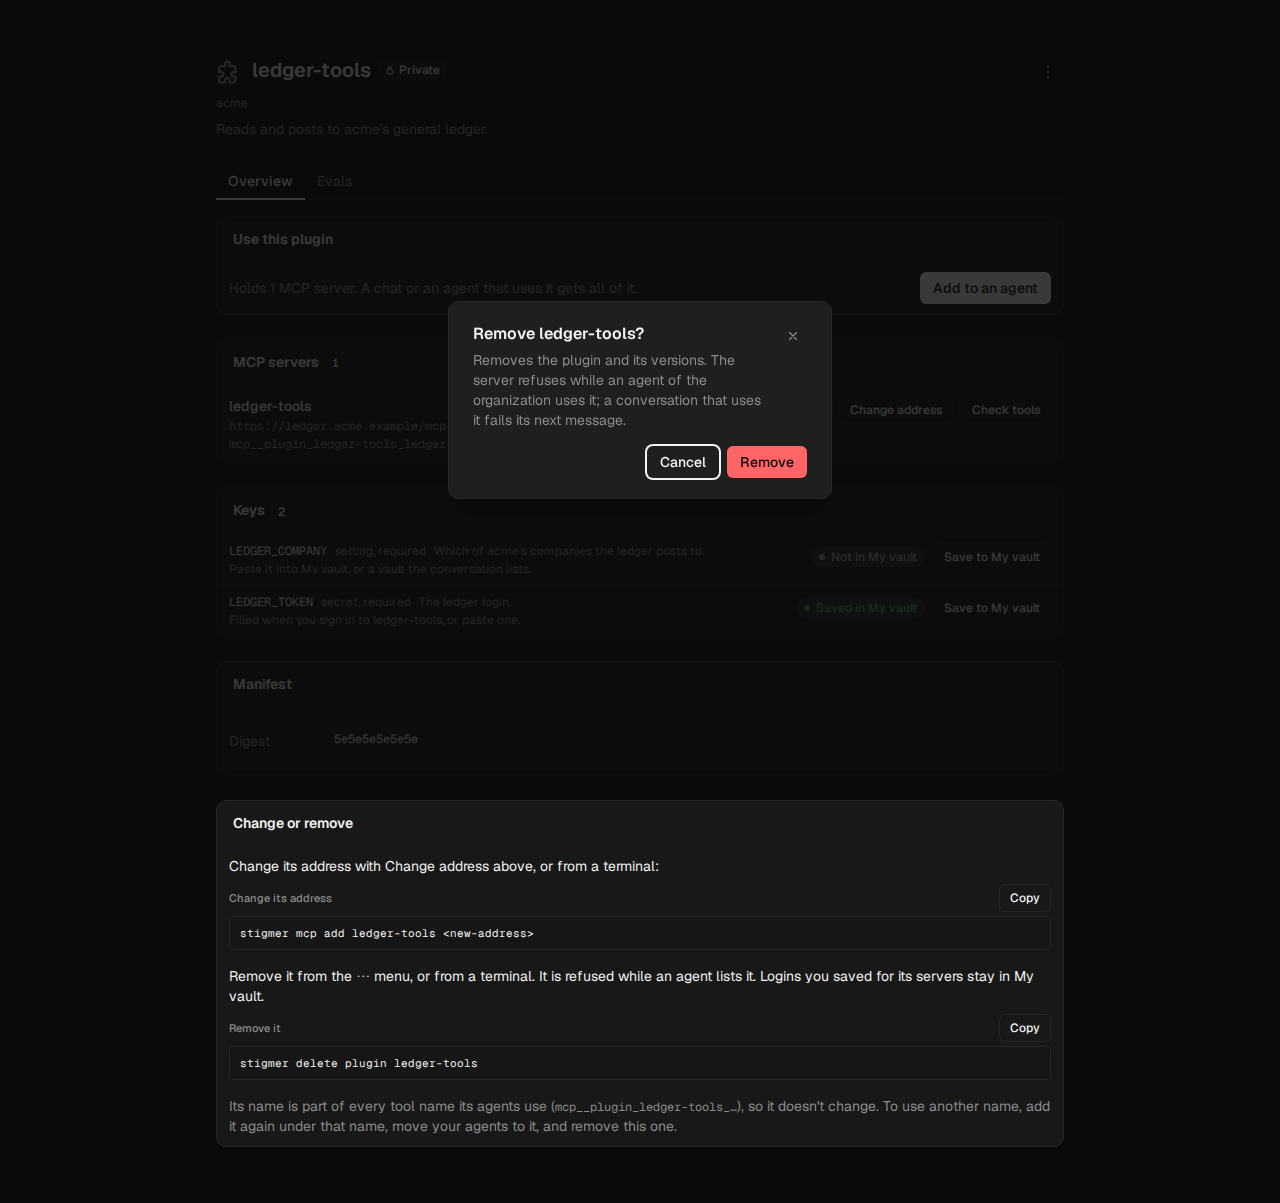 ledger-tools
Private
acme
Reads and posts to acme's general ledger.
Overview
Evals
Use this plugin
Holds 1 MCP server. A chat or an agent that uses it gets all of it.
Add to an agent
Remove ledger-tools?
Removes the plugin and its versions. The
server refuses while an agent of the
organization uses it; a conversation that uses
it fails its next message.
Cancel
Remove
MCP servers 1
ledger-tools
https://ledger.acme.example/mcp
mcp__plugin_ledger-tools_ledger
Change address
Check tools
Keys 2
LEDGER_COMPANY setting, required Which of acme's companies the ledger posts to.
Paste it into My vault, or a vault the conversation lists.
Not in My vault
Save to My vault
LEDGER_TOKEN secret, required The ledger login.
Filled when you sign in to ledger-tools, or paste one.
Saved in My vault
Save to My vault
Manifest
Digest
5e5e5e5e5e5e
Change or remove
Change its address with Change address above, or from a terminal:
Change its address
Copy
stigmer mcp add ledger-tools <new-address>
Remove it from the ··· menu, or from a terminal. It is refused while an agent lists it. Logins you saved for its servers stay in My
vault.
Remove it
Copy
stigmer delete plugin ledger-tools
Its name is part of every tool name its agents use (mcp__plugin_ledger-tools_…), so it doesn't change. To use another name, add
it again under that name, move your agents to it, and remove this one.